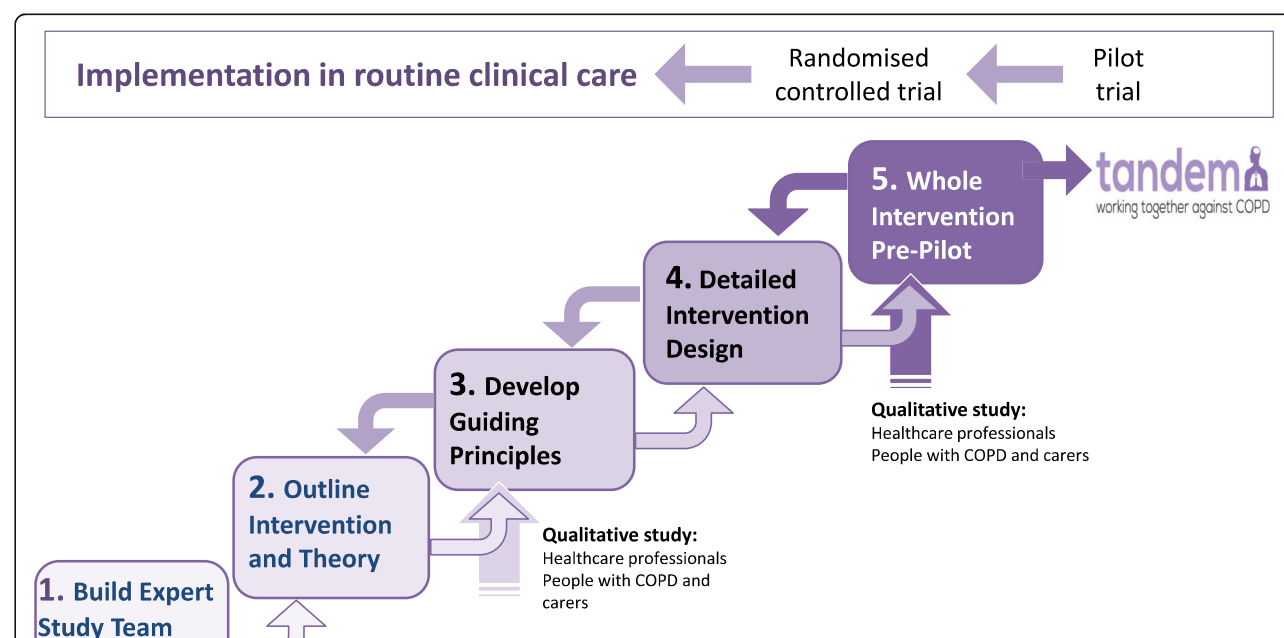 Implementation in routine clinical care
Randomised
controlled trial
Pilot
trial
5. Whole
Intervention
Pre-Pilot
tandem
working together against COPD
4. Detailed
Intervention
Design
3. Develop
Guiding
Principles
Qualitative study:
Healthcare professionals
People with COPD and carers
2. Outline
Intervention
and Theory
Qualitative study:
Healthcare professionals
People with COPD and
carers
1. Build Expert
Study Team